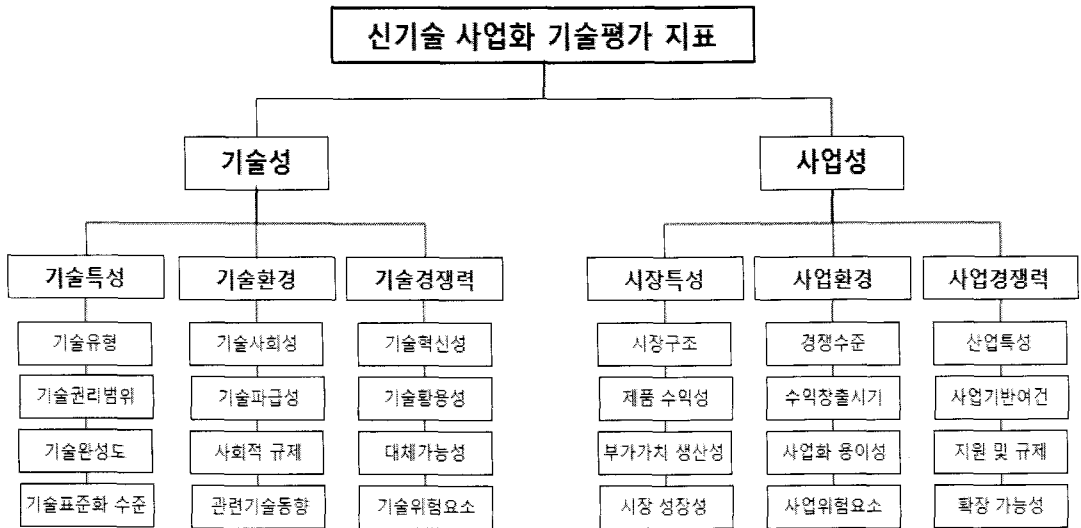 신기술 사업화 기술평가 지표
기술성
사업성
기술특성
기술환경
기술경쟁력
시장특성
사업환경
사업경쟁력
기술유형
기술사회성
기술혁신성
시장구조
경쟁수준
산업특성
기술권리범위
기술파급성
기술활용성
제품 수익성
수익창출시기
사업기반여건
기술완성도
사회적 규제
대체가능성
부가가치 생산성
사업화 용이성
지원 및 규제
기술표준화 수준
관련기술동향
기술위험요소
시장 성장성
사업위험요소
확장 가능성